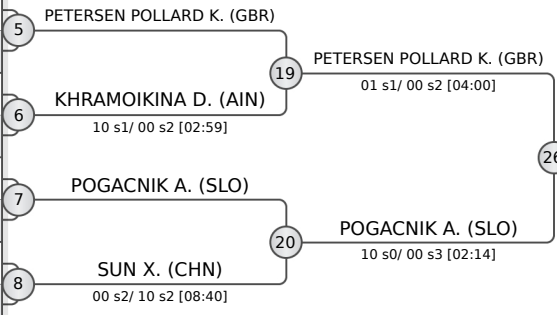 5
PETERSEN POLLARD K. (GBR)
19
PETERSEN POLLARD K. (GBR)
01 s1/ 00 s2 [04:00]
6
KHRAMOIKINA D. (AIN)
10 s1/ 00 s2 [02:59]
26
7
POGACNIK A. (SLO)
20
POGACNIK A. (SLO)
10 s0/ 00 s3 [02:14]
8
SUN X. (CHN)
00 s2/ 10 s2 [08:40]